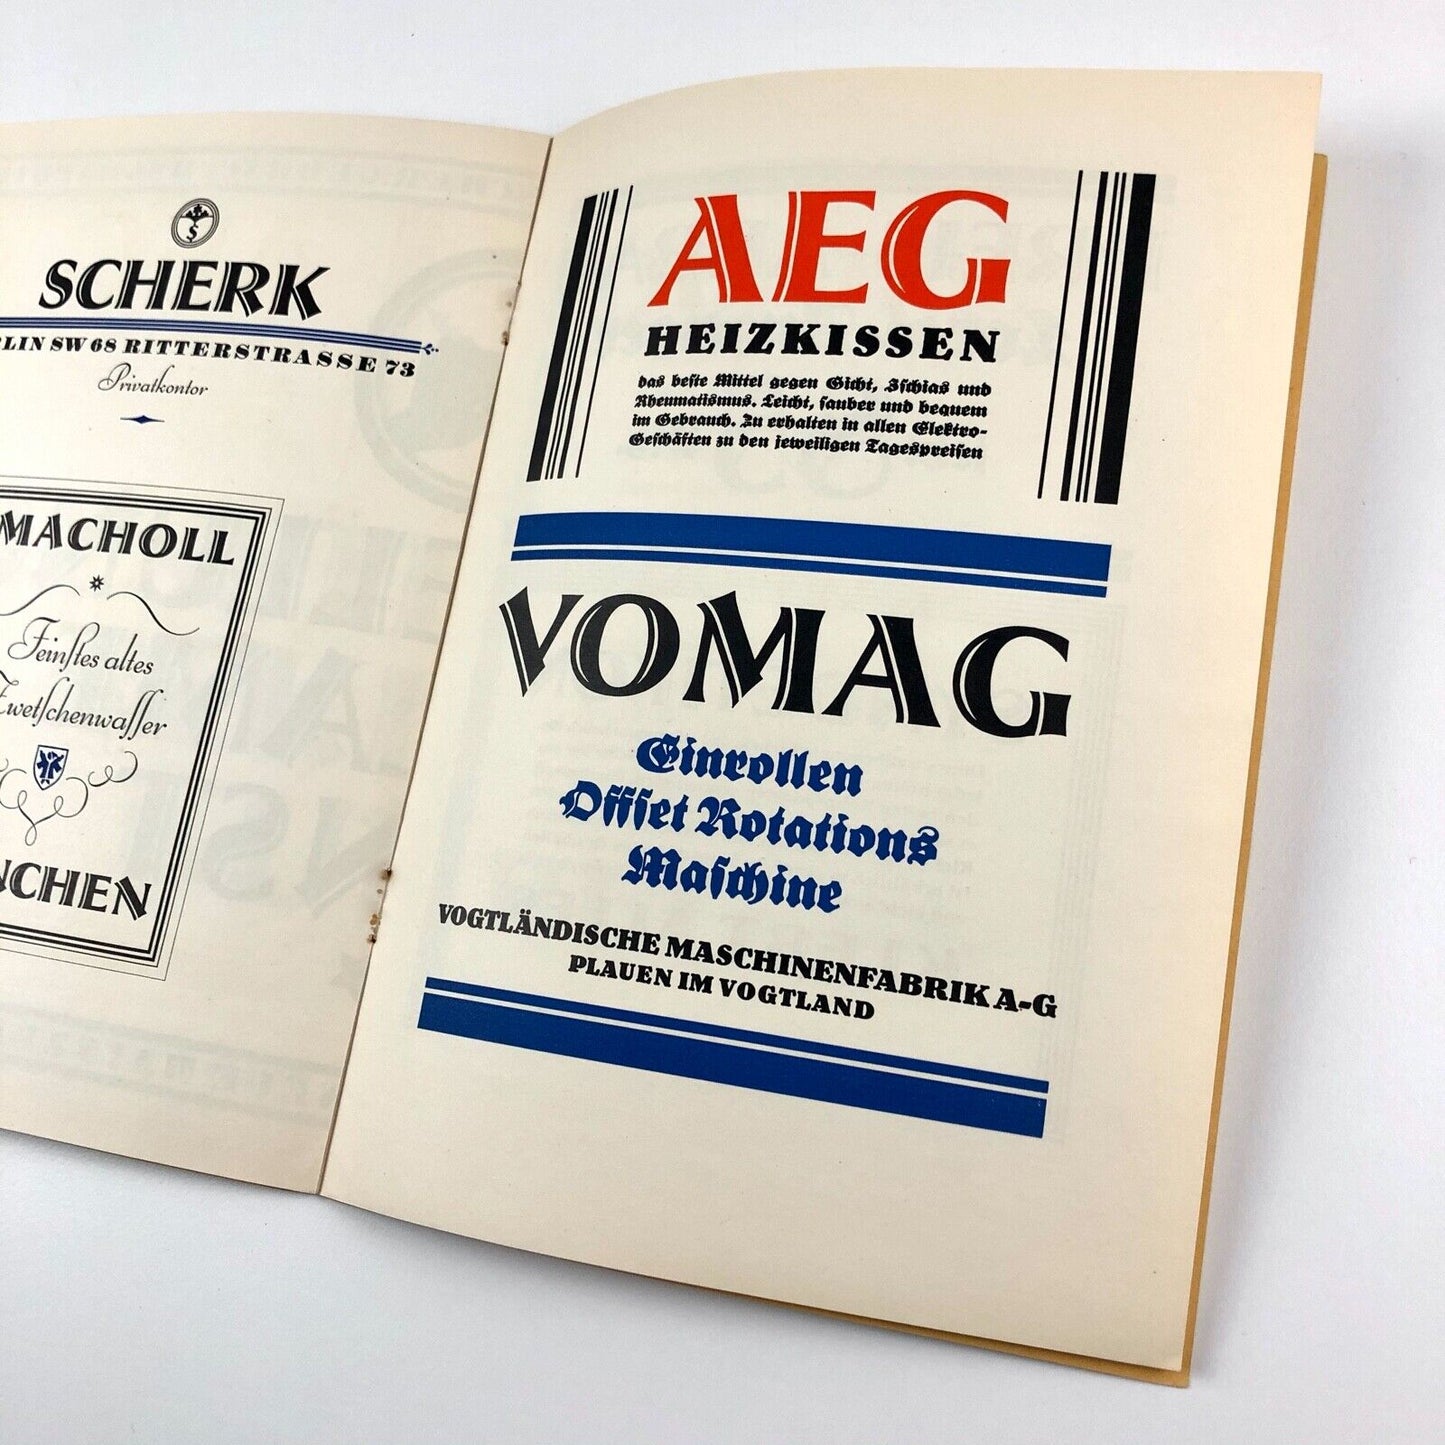 SCHERK
RLIN SW 68 RITTERSTRASSE 73
Privatkontor
MACHOLL
Feinſtes altes
Zwetſchenwaſſer
NCHEN
AEG
HEIZKISSEN
das beſte Mittel gegen Gicht, Iſchias und
Rheumatismus. Leicht, ſauber und bequem
im Gebrauch. Zu erhalten in allen Elektro-
Geſchäften zu den jeweiligen Tagespreiſen
VOMAG
Einrollen
Offſet Rotations
Maſchine
VOGTLÄNDISCHE MASCHINENFABRIK A-G
PLAUEN IM VOGTLAND